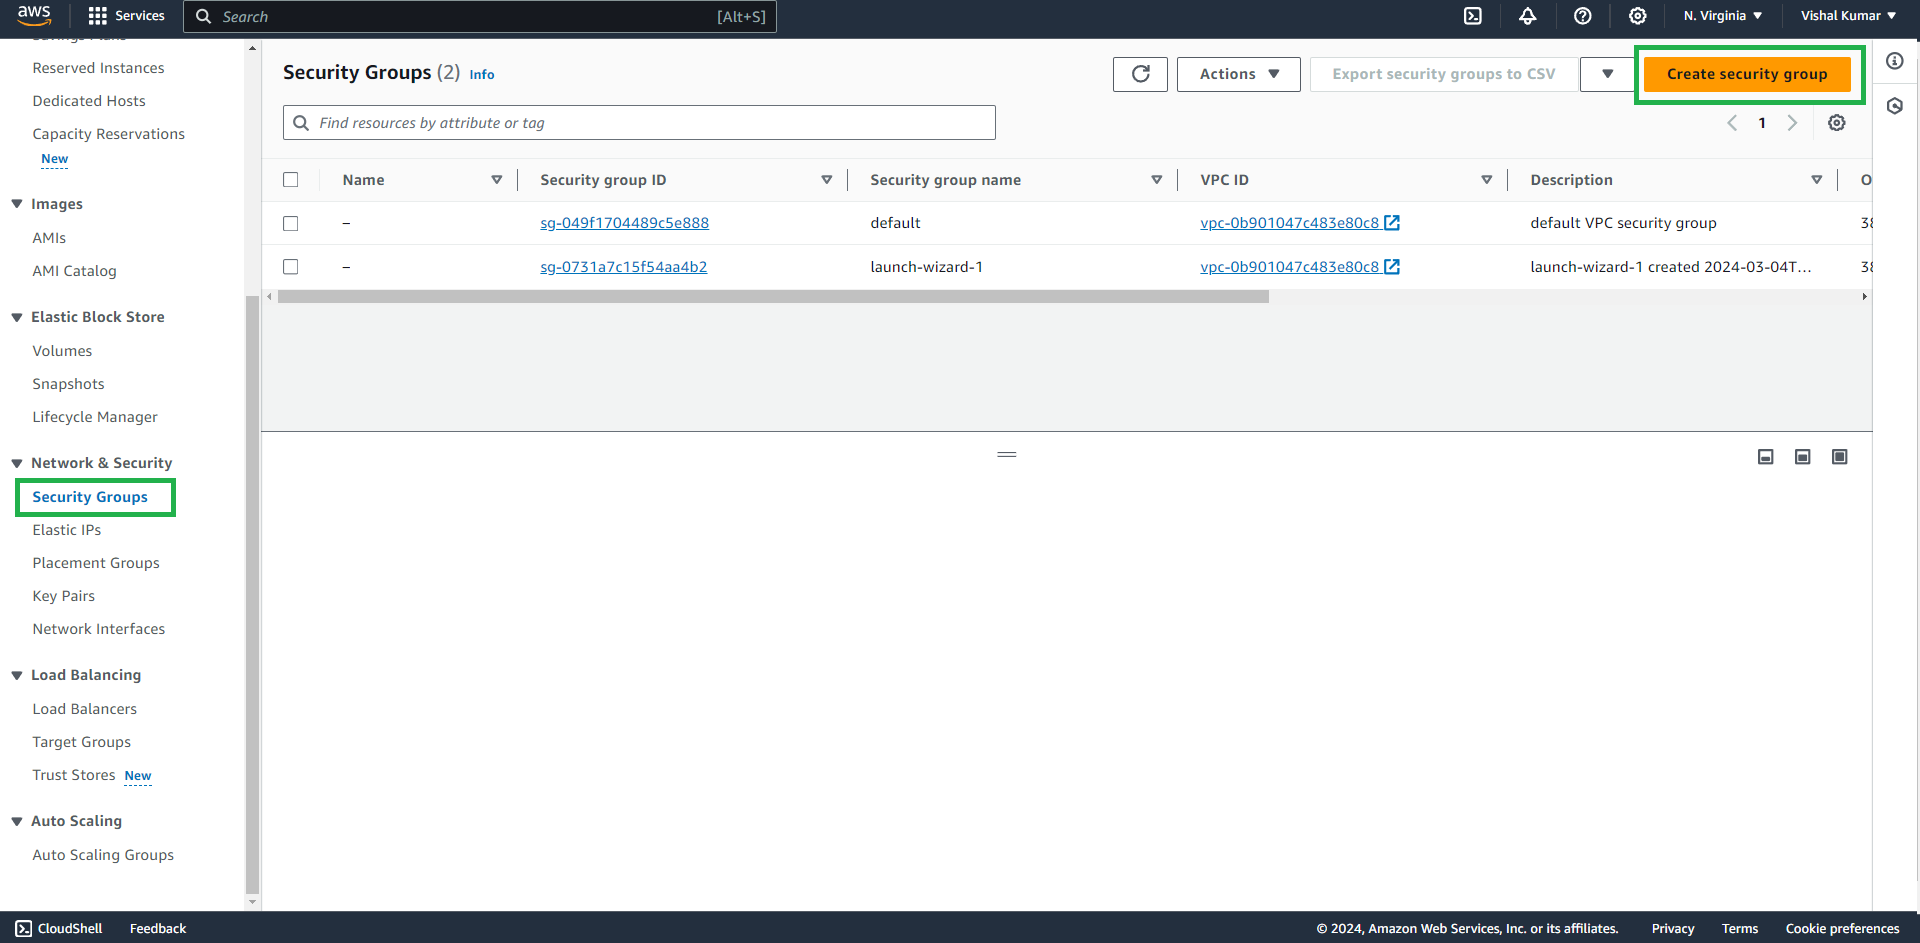 aws Services Search [Alt+S] N. Virginia Vishal Kumar
Savings Plans
Reserved Instances
Dedicated Hosts
Capacity Reservations
New
Images
AMIs
AMI Catalog
Elastic Block Store
Volumes
Snapshots
Lifecycle Manager
Network & Security
Security Groups
Elastic IPs
Placement Groups
Key Pairs
Network Interfaces
Load Balancing
Load Balancers
Target Groups
Trust Stores New
Auto Scaling
Auto Scaling Groups
Security Groups (2) Info Actions Export security groups to CSV Create security group
Find resources by attribute or tag 1
Name Security group ID Security group name VPC ID Description
– sg-049f1704489c5e888 default vpc-0b901047c483e80c8 default VPC security group
– sg-0731a7c15f54aa4b2 launch-wizard-1 vpc-0b901047c483e80c8 launch-wizard-1 created 2024-03-04T...
CloudShell Feedback © 2024, Amazon Web Services, Inc. or its affiliates. Privacy Terms Cookie preferences